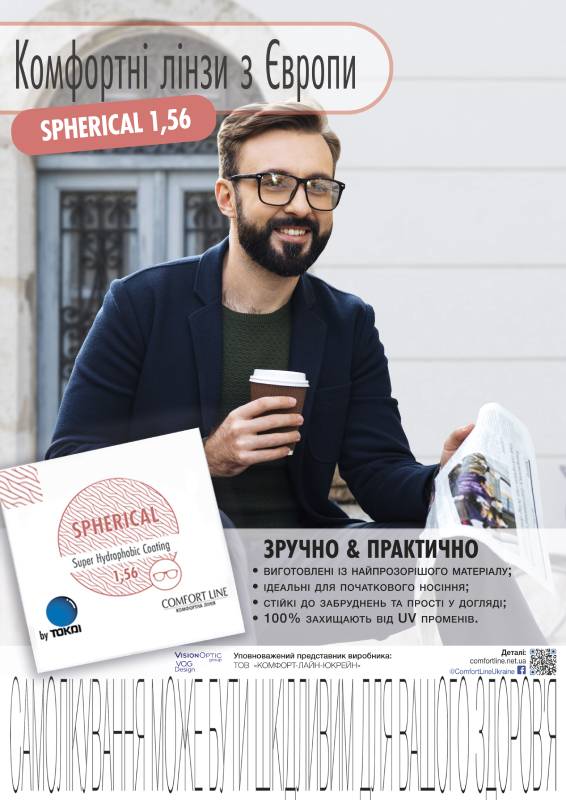 Комфортні лінзи з Європи
SPHERICAL 1,56
SPHERICAL
Super Hydrophobic Coating
1,56
by TOKAI
COMFORT LINE
КОМФОРТНА ЛІНІЯ
ЗРУЧНО & ПРАКТИЧНО
• ВИГОТОВЛЕНІ ІЗ НАЙПРОЗОРІШОГО МАТЕРІАЛУ;
• ІДЕАЛЬНІ ДЛЯ ПОЧАТКОВОГО НОСІННЯ;
• СТІЙКІ ДО ЗАБРУДНЕНЬ ТА ПРОСТІ У ДОГЛЯДІ;
• 100% ЗАХИЩАЮТЬ ВІД UV ПРОМЕНІВ.
VISIONOPTIC group
VOG Design
Уповноважений представник виробника:
ТОВ «КОМФОРТ-ЛАЙН-ЮКРЕЙН»
Деталі:
comfortline.net.ua
©ComfortLineUkraine
САМОЛІКУВАННЯ МОЖЕ БУТИ ШКІДЛИВИМ ДЛЯ ВАШОГО ЗДОРОВ'Я